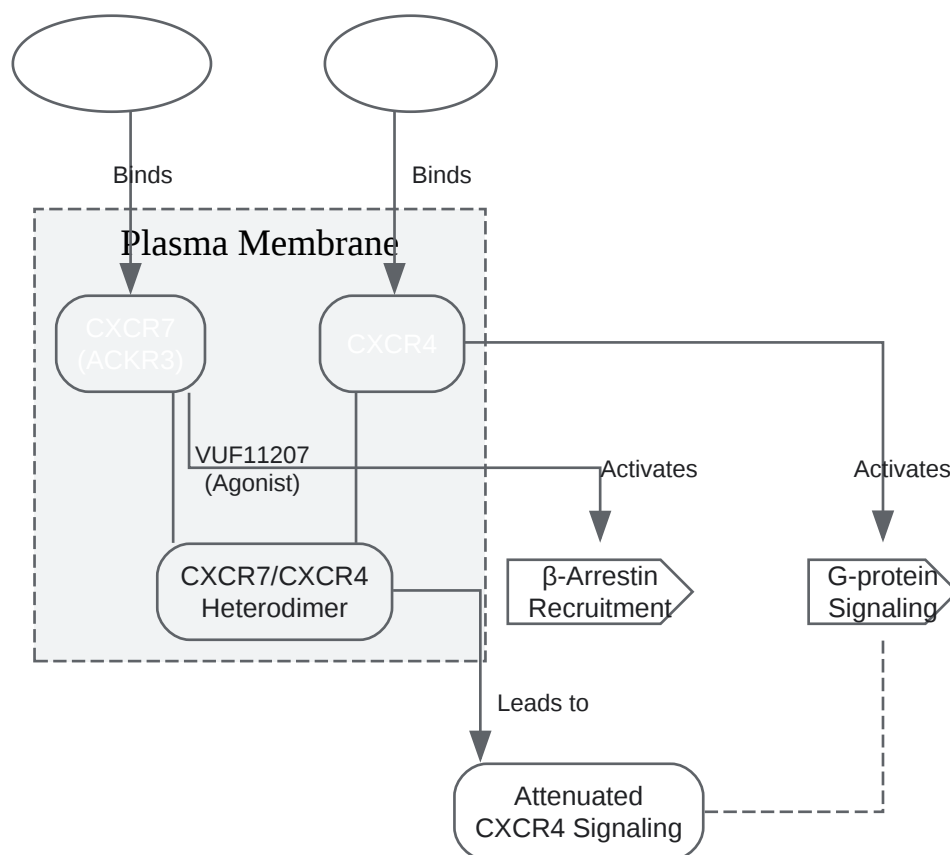 Binds
Binds
Plasma Membrane
CXCR7
(ACKR3)
CXCR4
VUF11207
(Agonist)
Activates
Activates
CXCR7/CXCR4
Heterodimer
β-Arrestin
Recruitment
G-protein
Signaling
Leads to
Attenuated
CXCR4 Signaling